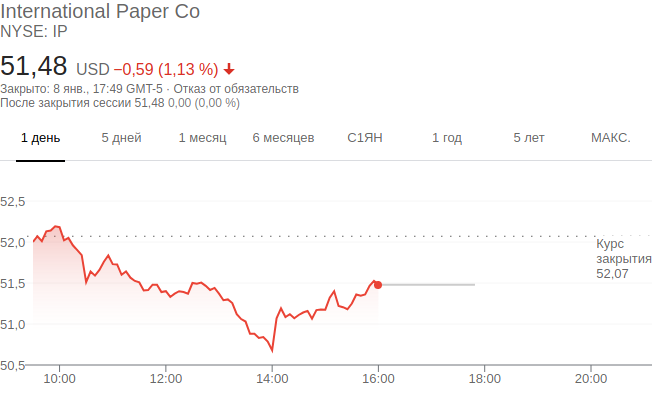 International Paper Co
NYSE: IP
51,48 USD −0,59 (1,13 %)
Закрыто: 8 янв., 17:49 GMT-5 · Отказ от обязательств
После закрытия сессии 51,48 0,00 (0,00 %)
1 день 5 дней 1 месяц 6 месяцев С1ЯН 1 год 5 лет МАКС.
52,5
52,0
51,5
51,0
50,5
Курс
закрытия
52,07
10:00 12:00 14:00 16:00 18:00 20:00